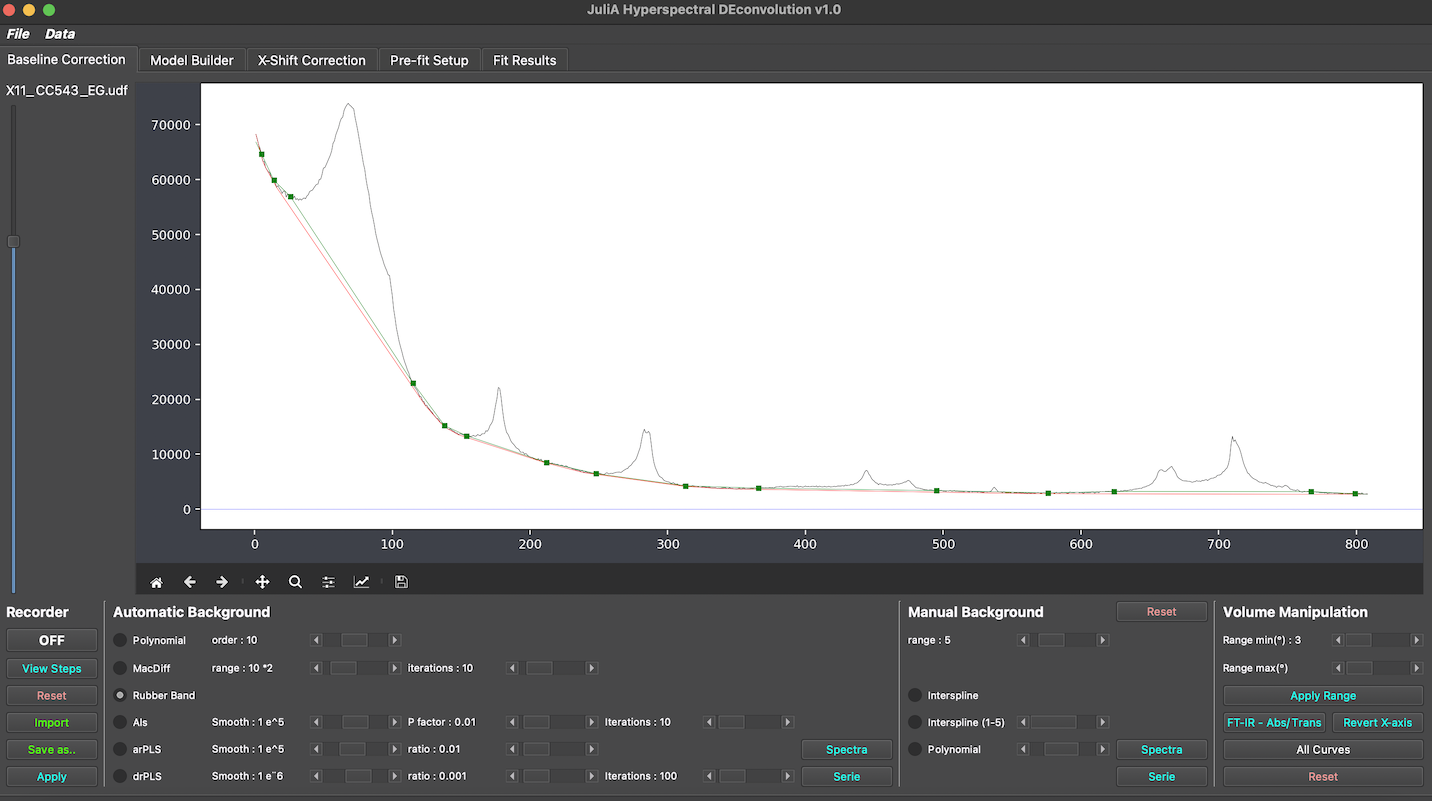 JuliA Hyperspectral DEconvolution v1.0
File Data
Baseline Correction Model Builder X-Shift Correction Pre-fit Setup Fit Results
X11_CC543_EG.udf
70000
60000
50000
40000
30000
20000
10000
0
0 100 200 300 400 500 600 700 800
Recorder
OFF
View Steps
Reset
Import
Save as..
Apply
Automatic Background
Polynomial order : 10
MacDiff range : 10 *2 iterations : 10
Rubber Band
Als Smooth : 1 e^5 P factor : 0.01 Iterations : 10
arPLS Smooth : 1 e^5 ratio : 0.01 Spectra
drPLS Smooth : 1 e¨6 ratio : 0.001 Iterations : 100 Serie
Manual Background Reset
range : 5
Interspline
Interspline (1-5)
Polynomial Spectra
Serie
Volume Manipulation
Range min(°) : 3
Range max(°)
Apply Range
FT-IR - Abs/Trans Revert X-axis
All Curves
Reset